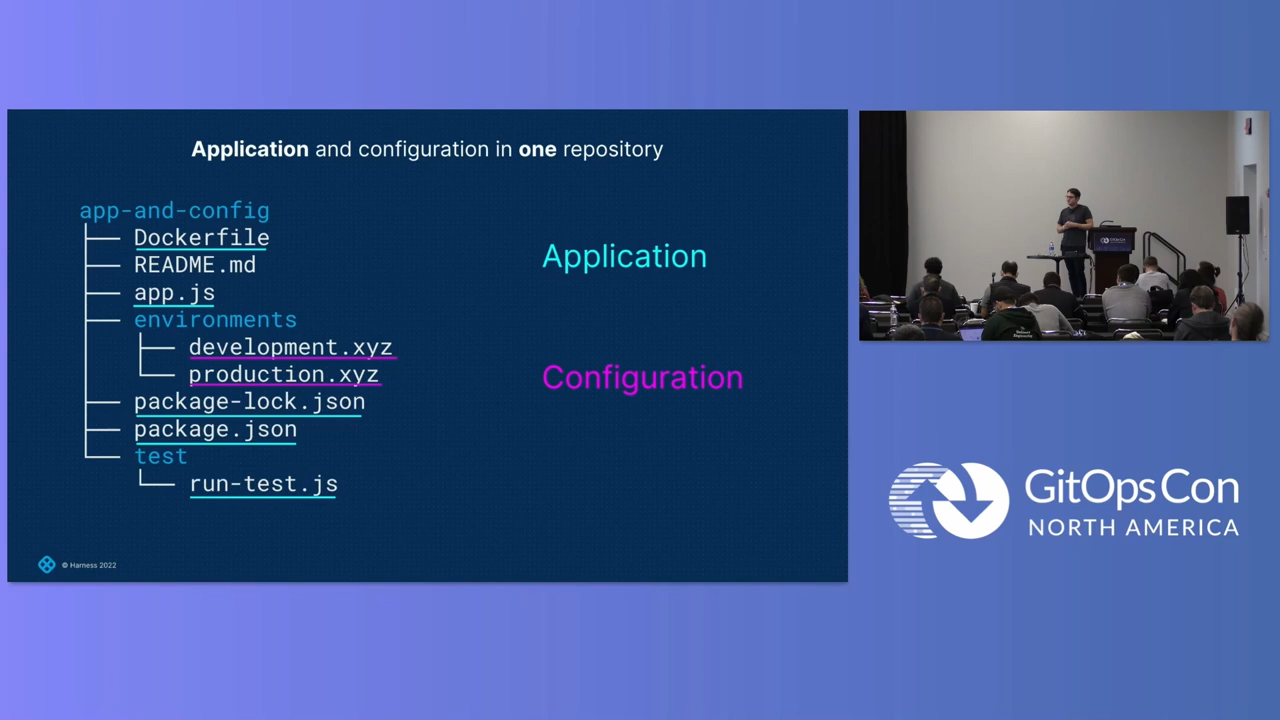 Application and configuration in one repository
app-and-config
Dockerfile
README.md
app.js
environments
development.xyz
production.xyz
package-lock.json
package.json
test
run-test.js
Application
Configuration
© Harness 2022
GitOpsCon
NORTH AMERICA